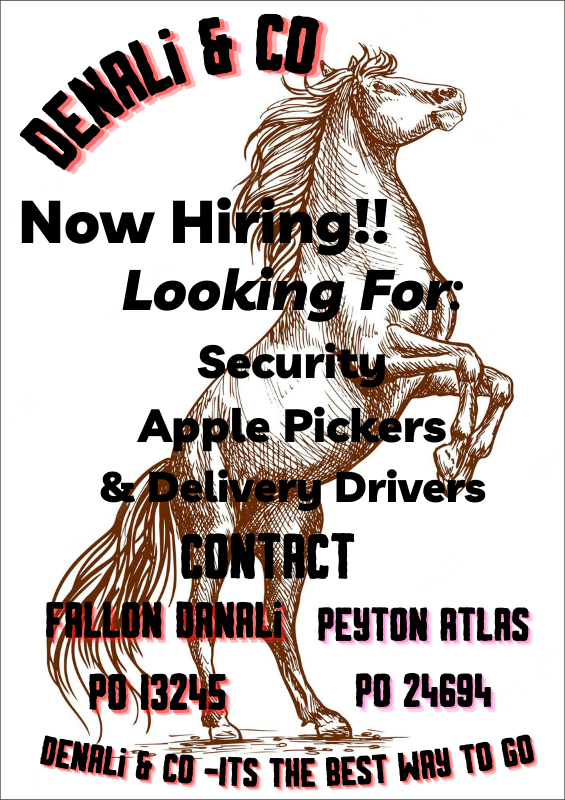 DENALi & CO
Now Hiring!!
Looking For:
Security
Apple Pickers
& Delivery Drivers
CONTACT
FALLON DANALi PEYTON ATLAS
PO 13245 PO 24694
DENALi & CO -ITS THE BEST WAY TO GO